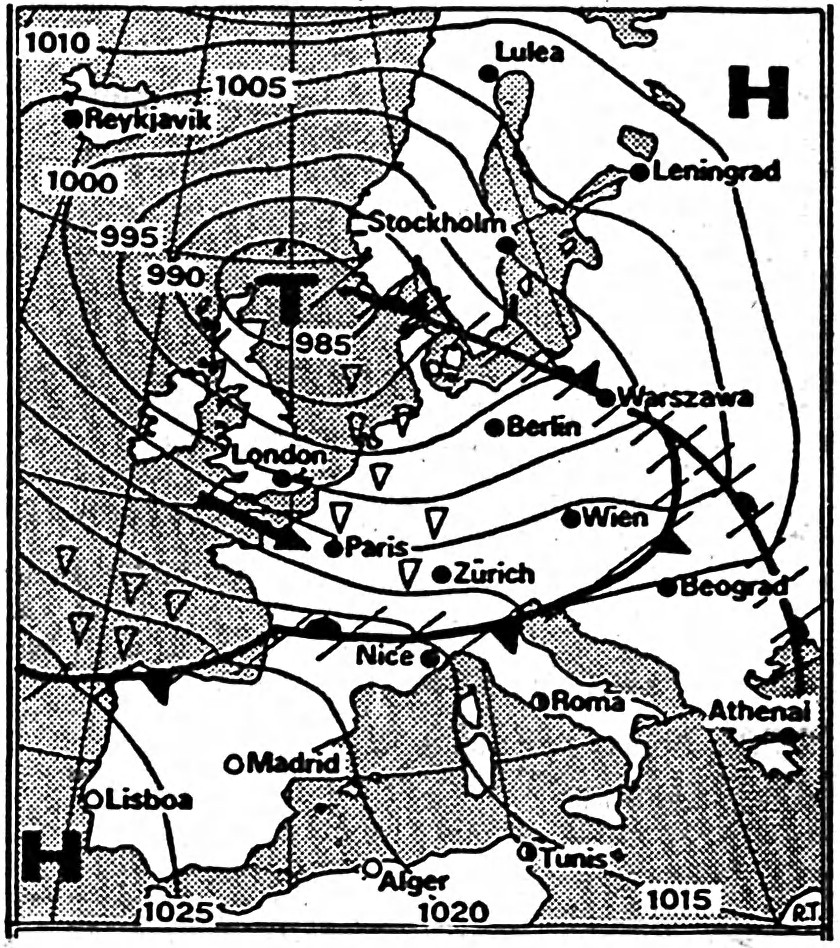 1010
Lulea
H
1005
Reykjavik
Leningrad
1000
Stockholm
995
990
T
985
Warszawa
Berlin
London
Wien
Paris
Zürich
Beograd
Nice
Roma
Athenai
Madrid
Lisboa
H
Tunis
Alger
1025
1020
1015
R.T.